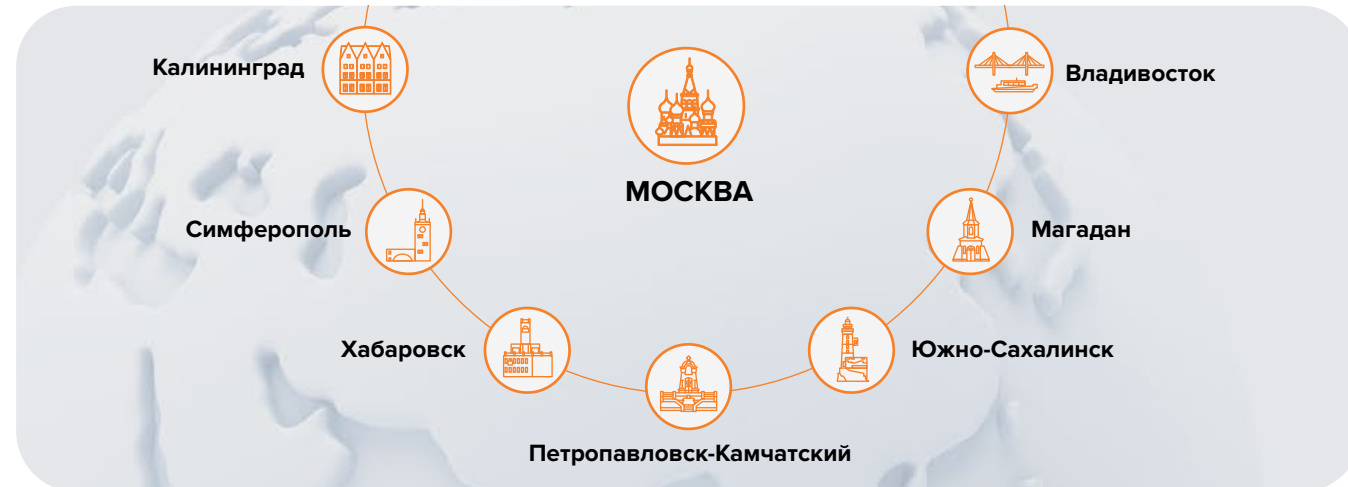 Калининград
Владивосток
МОСКВА
Симферополь
Магадан
Хабаровск
Южно-Сахалинск
Петропавловск-Камчатский